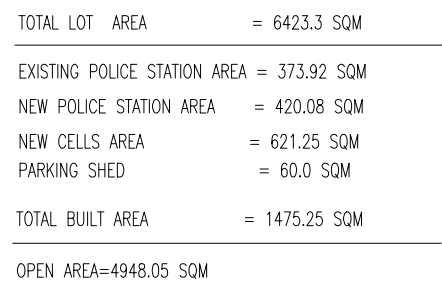 TOTAL LOT AREA = 6423.3 SQM
EXISTING POLICE STATION AREA = 373.92 SQM
NEW POLICE STATION AREA = 420.08 SQM
NEW CELLS AREA = 621.25 SQM
PARKING SHED = 60.0 SQM
TOTAL BUILT AREA = 1475.25 SQM
OPEN AREA=4948.05 SQM